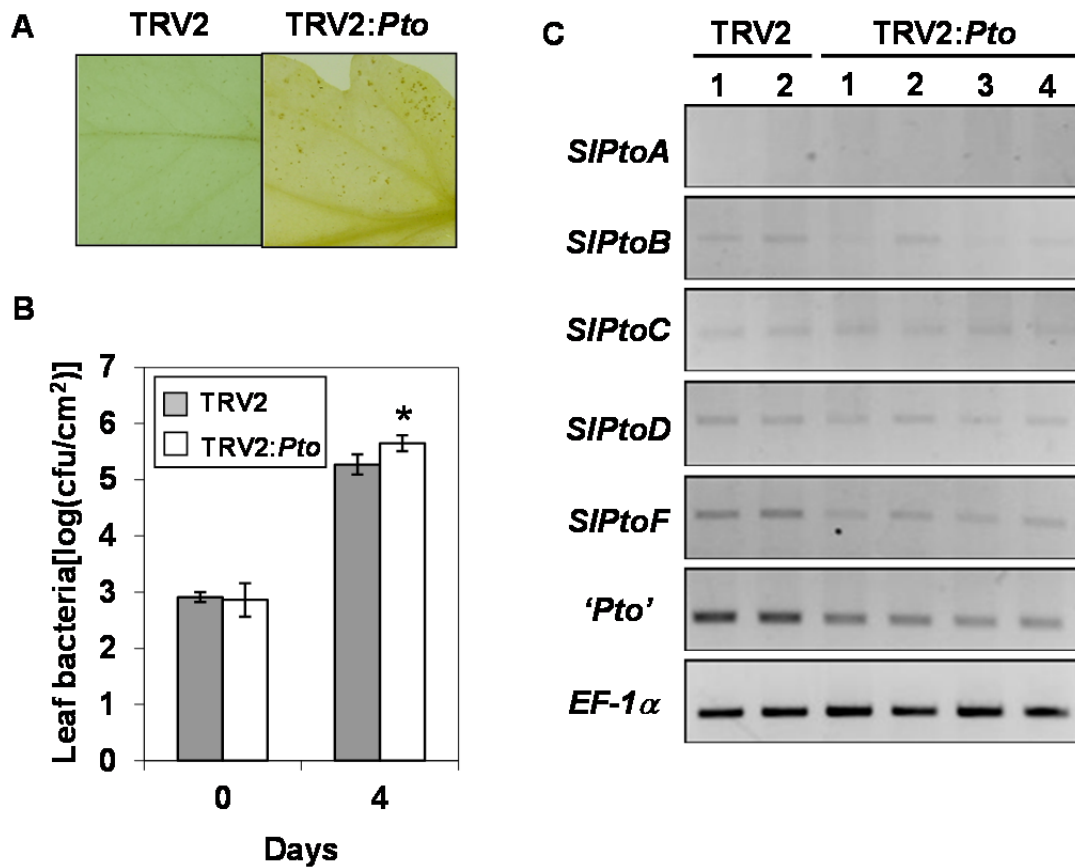 A
TRV2 TRV2:Pto
B
Leaf bacteria[log(cfu/cm²)]
7
6
5
4
3
2
1
0
TRV2
TRV2:Pto
*
0 4
Days
C
TRV2 TRV2:Pto
1 2 1 2 3 4
SlPtoA
SlPtoB
SlPtoC
SlPtoD
SlPtoF
‘Pto’
EF-1α